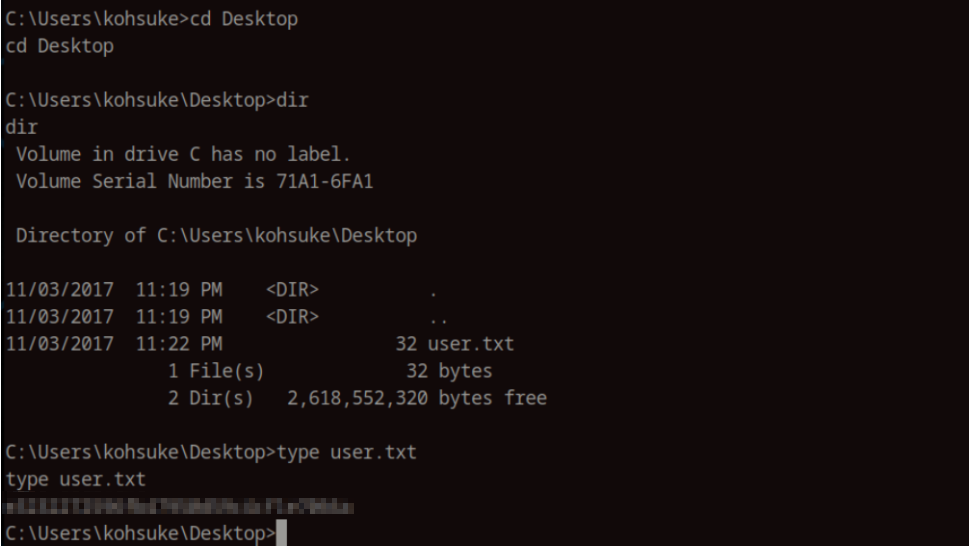 C:\Users\kohsuke>cd Desktop
cd Desktop
C:\Users\kohsuke\Desktop>dir
dir
 Volume in drive C has no label.
 Volume Serial Number is 71A1-6FA1
 Directory of C:\Users\kohsuke\Desktop
11/03/2017  11:19 PM    <DIR>          .
11/03/2017  11:19 PM    <DIR>          ..
11/03/2017  11:22 PM                32 user.txt
               1 File(s)             32 bytes
               2 Dir(s)   2,618,552,320 bytes free
C:\Users\kohsuke\Desktop>type user.txt
type user.txt
C:\Users\kohsuke\Desktop>